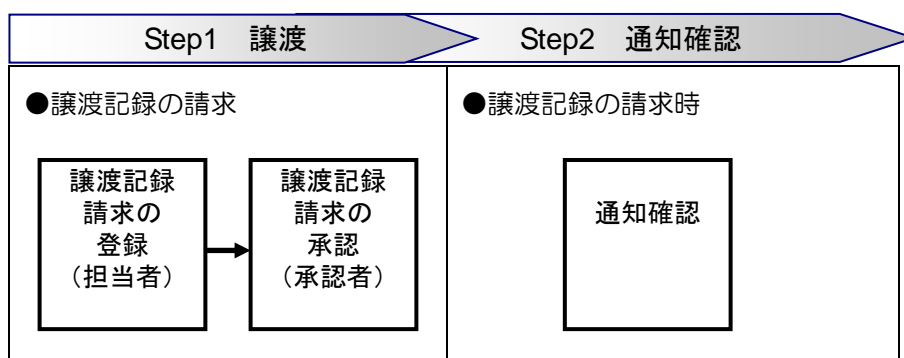 Step1 譲渡
Step2 通知確認
●譲渡記録の請求
●譲渡記録の請求時
譲渡記録
請求の
登録
（担当者）
譲渡記録
請求の
承認
（承認者）
通知確認